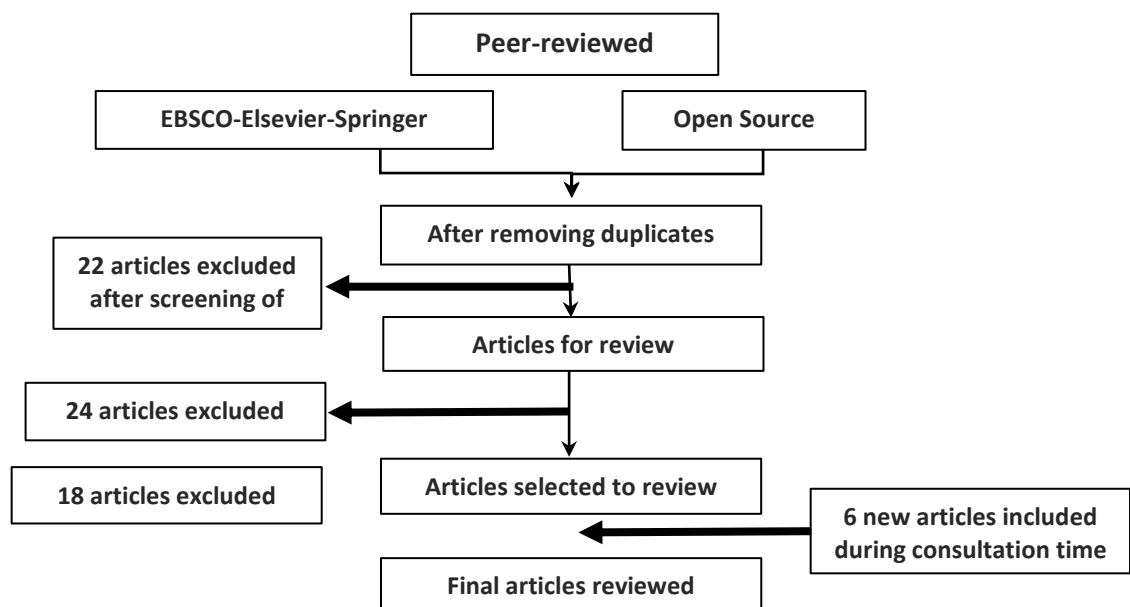 Peer-reviewed
EBSCO-Elsevier-Springer
Open Source
After removing duplicates
22 articles excluded
after screening of
Articles for review
24 articles excluded
18 articles excluded
Articles selected to review
6 new articles included
during consultation time
Final articles reviewed